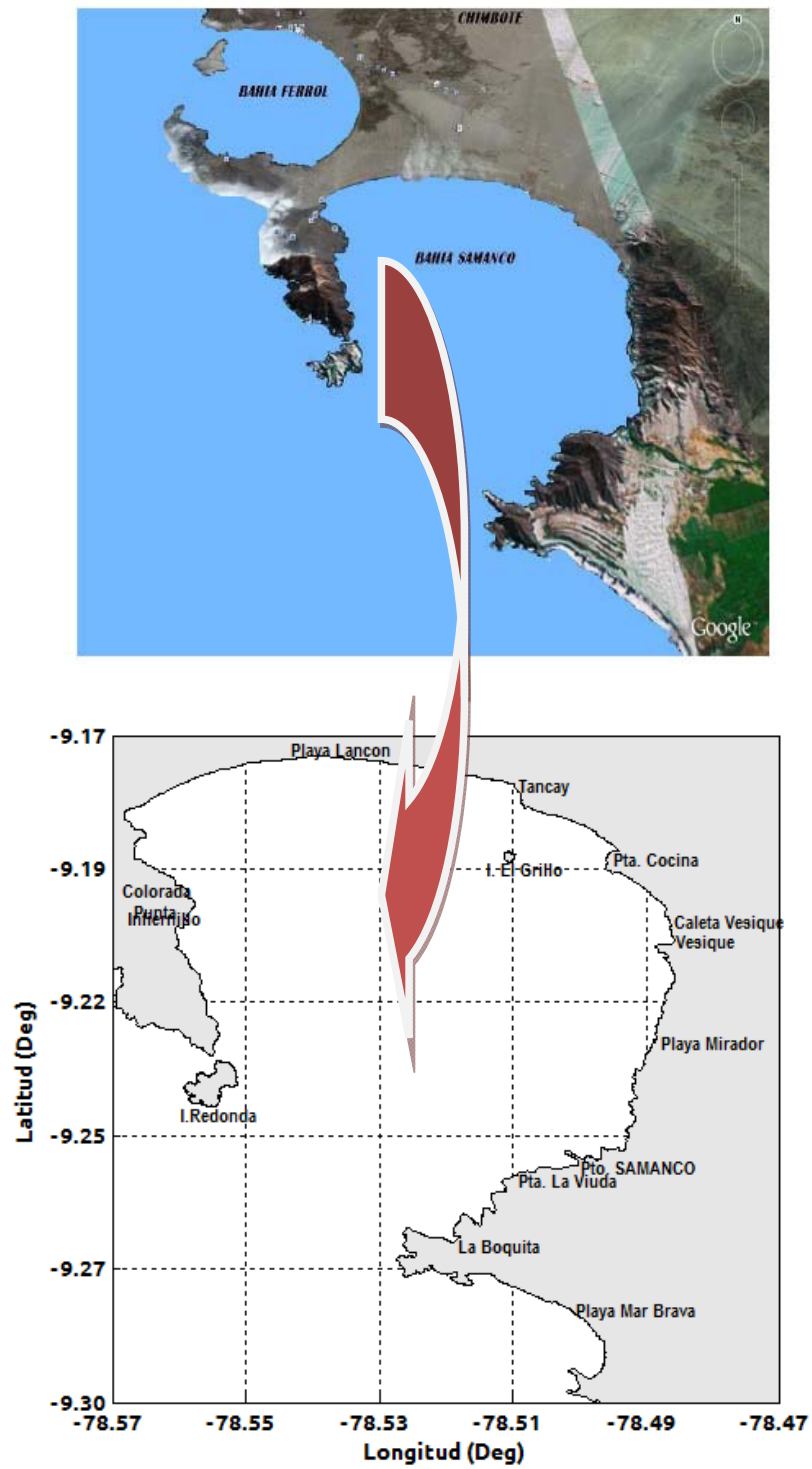 CHIMBOTE
N
BAHIA FERROL
BAHIA SAMANCO
Google
-9.17
Playa Lancon
Tancay
-9.19
I. El Grillo
Pta. Cocina
Colorada
Punta
Caleta Vesique
Vesique
-9.22
Playa Mirador
Latitud (Deg)
I.Redonda
-9.25
Pto. SAMANCO
Pta. La Viuda
La Boquita
-9.27
Playa Mar Brava
-9.30
-78.57 -78.55 -78.53 -78.51 -78.49 -78.47
Longitud (Deg)